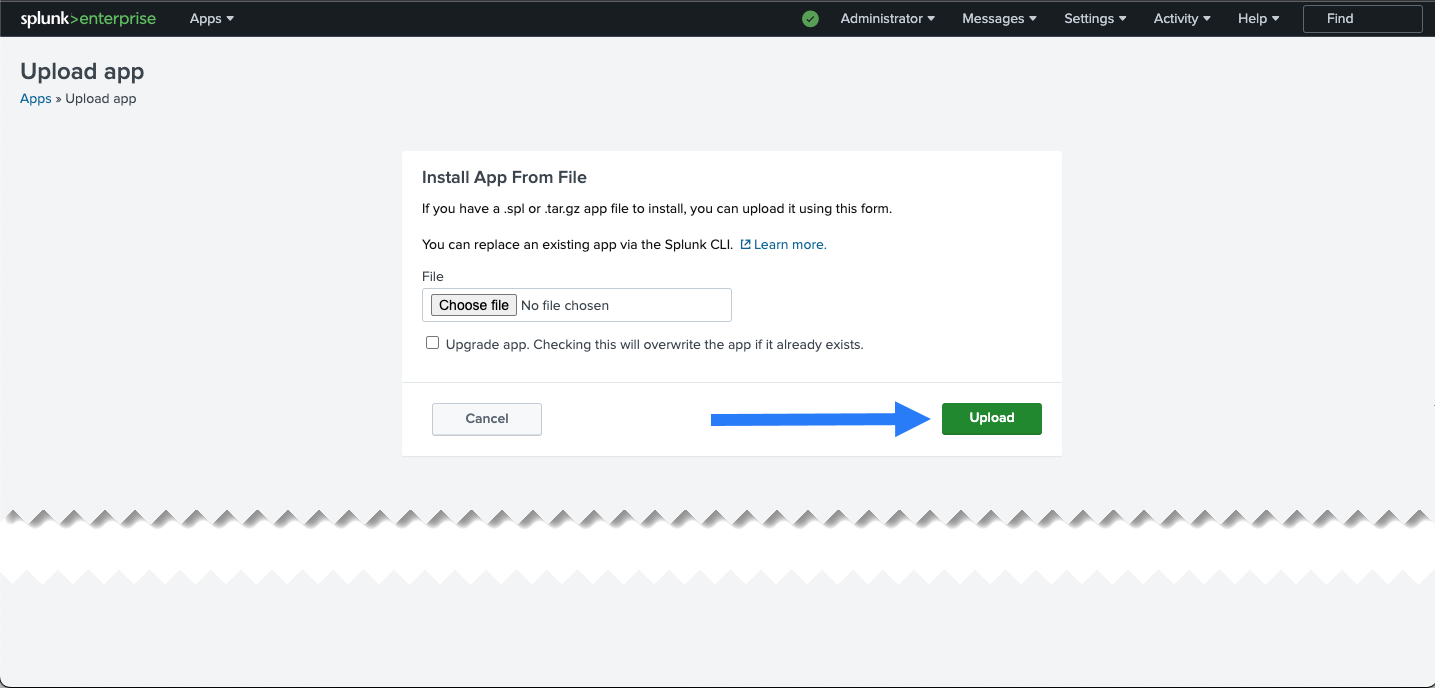 splunk>enterprise Apps Administrator Messages Settings Activity Help Find
Upload app
Apps » Upload app
Install App From File
If you have a .spl or .tar.gz app file to install, you can upload it using this form.
You can replace an existing app via the Splunk CLI. Learn more.
File
Choose file No file chosen
Upgrade app. Checking this will overwrite the app if it already exists.
Cancel Upload